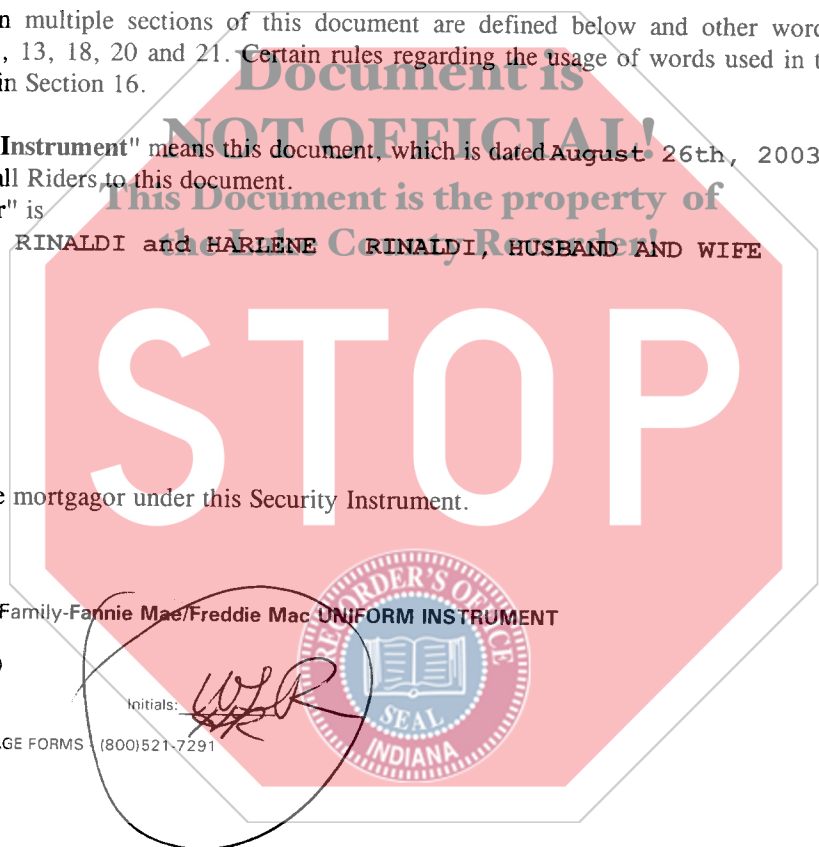 n multiple sections of this document are defined below and other word
, 13, 18, 20 and 21. Certain rules regarding the usage of words used in t
in Section 16.
Document is
NOT OFFICIAL!
Instrument" means this document, which is dated August 26th, 2003
all Riders to this document.
This Document is the property of
r" is
the Lake County Recorder!
RINALDI and HARLENE RINALDI, HUSBAND AND WIFE
STOP
e mortgagor under this Security Instrument.
Family-Fannie Mae/Freddie Mac UNIFORM INSTRUMENT
)
Initials: WLR
AGE FORMS - (800)521-7291
RECORDER'S OFFICE
SEAL
INDIANA